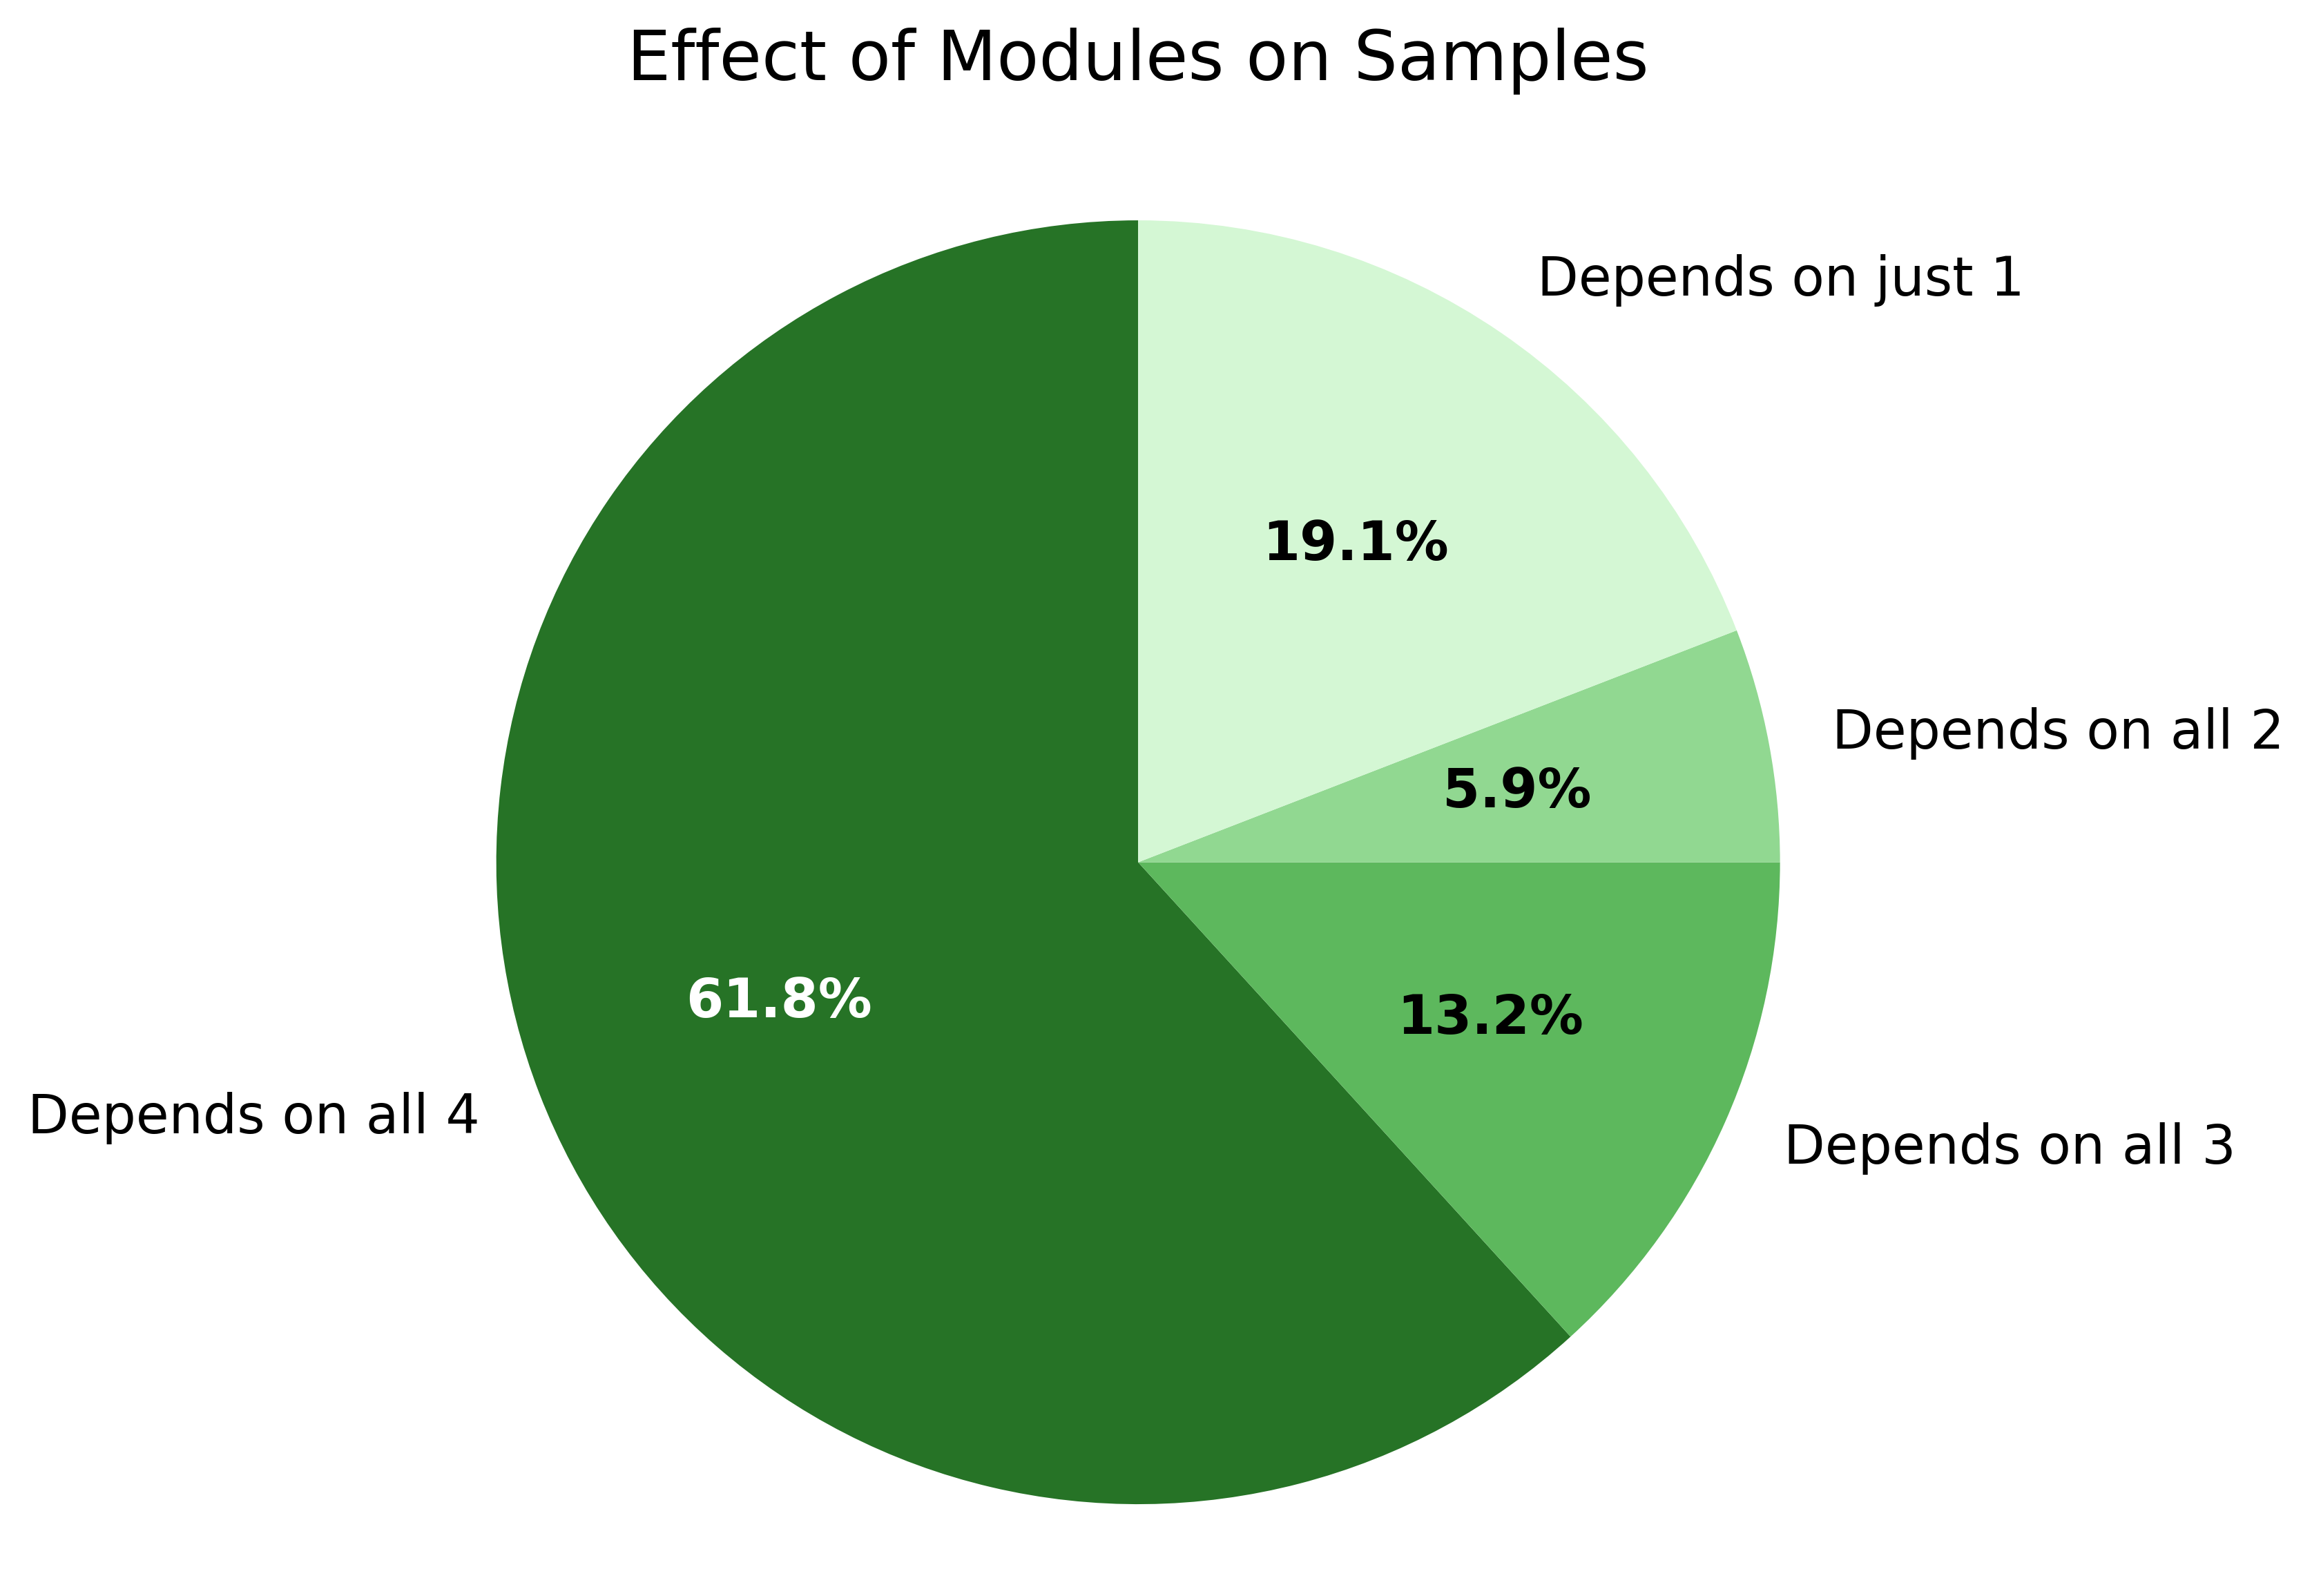 Effect of Modules on Samples
Depends on just 1
19.1%
Depends on all 2
5.9%
61.8%
13.2%
Depends on all 4
Depends on all 3